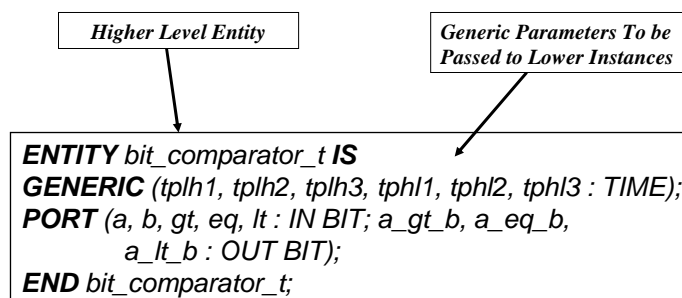 Higher Level Entity
Generic Parameters To be
Passed to Lower Instances
ENTITY bit_comparator_t IS
GENERIC (tplh1, tplh2, tplh3, tphl1, tphl2, tphl3 : TIME);
PORT (a, b, gt, eq, lt : IN BIT; a_gt_b, a_eq_b,
a_lt_b : OUT BIT);
END bit_comparator_t;